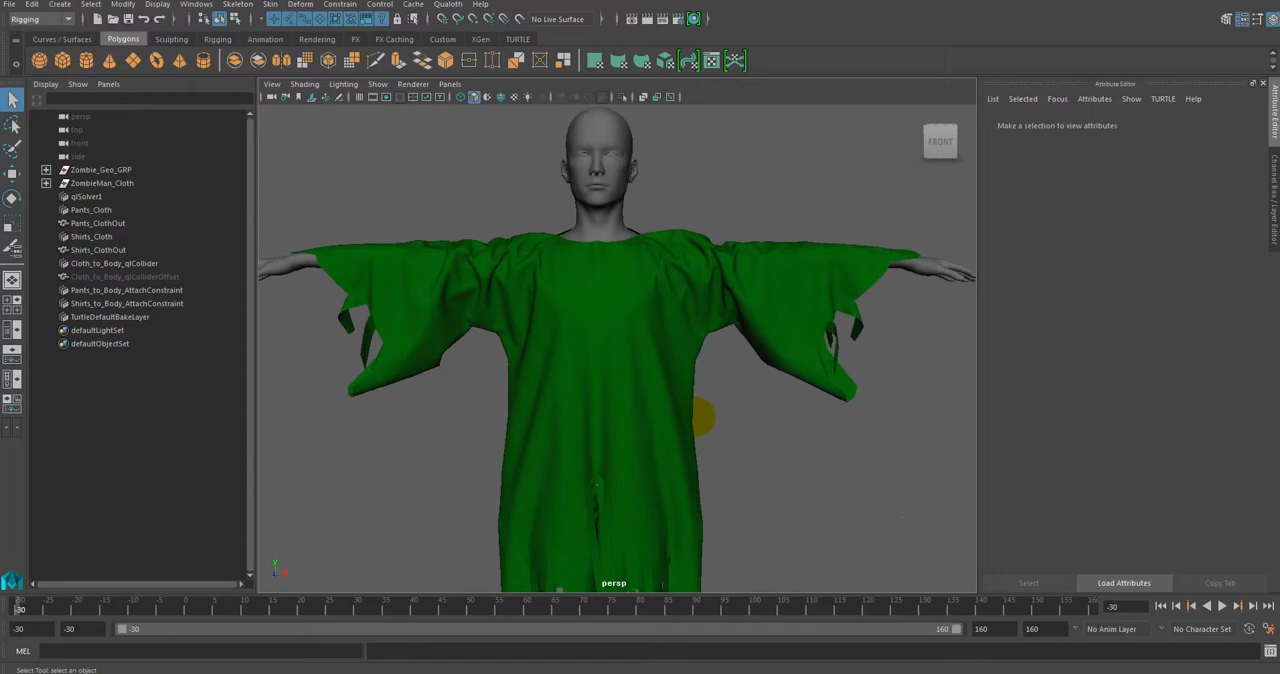 File Edit Create Select Modify Display Windows Skeleton Skin Deform Constrain Control Cache Qualoth Help
Rigging No Live Surface
Curves / Surfaces Polygons Sculpting Rigging Animation Rendering FX FX Caching Custom XGen TURTLE
Display Show Panels
View Shading Lighting Show Renderer Panels
Attribute Editor
List Selected Focus Attributes Show TURTLE Help
Make a selection to view attributes
Attribute Editor
Channel Box / Layer Editor
persp
top
front
side
Zombie_Geo_GRP
ZombieMan_Cloth
qlSolver1
Pants_Cloth
Pants_ClothOut
Shirts_Cloth
Shirts_ClothOut
Cloth_to_Body_qlCollider
Cloth_to_Body_qlColliderOffset
Pants_to_Body_AttachConstraint
Shirts_to_Body_AttachConstraint
TurtleDefaultBakeLayer
defaultLightSet
defaultObjectSet
FRONT
y
persp
Select Load Attributes Copy Tab
-25 -20 -15 -10 -5 0 5 10 15 20 25 30 35 40 45 50 55 60 65 70 75 80 85 90 95 100 105 110 115 120 125 130 135 140 145 150 155
-30 -30
-30 -30 -30 160 160 160 No Anim Layer No Character Set
MEL
Select Tool: select an object